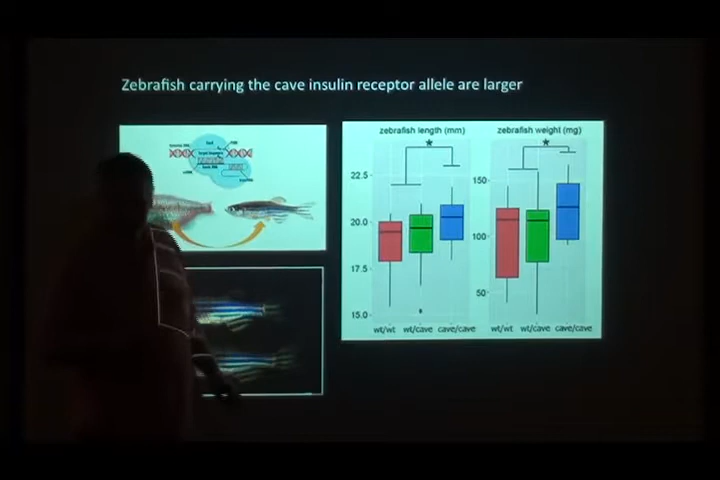 Zebrafish carrying the cave insulin receptor allele are larger
zebrafish length (mm)
zebrafish weight (mg)
*
*
22.5
20.0
17.5
15.0
150
100
50
wt/wt wt/cave cave/cave
wt/wt wt/cave cave/cave